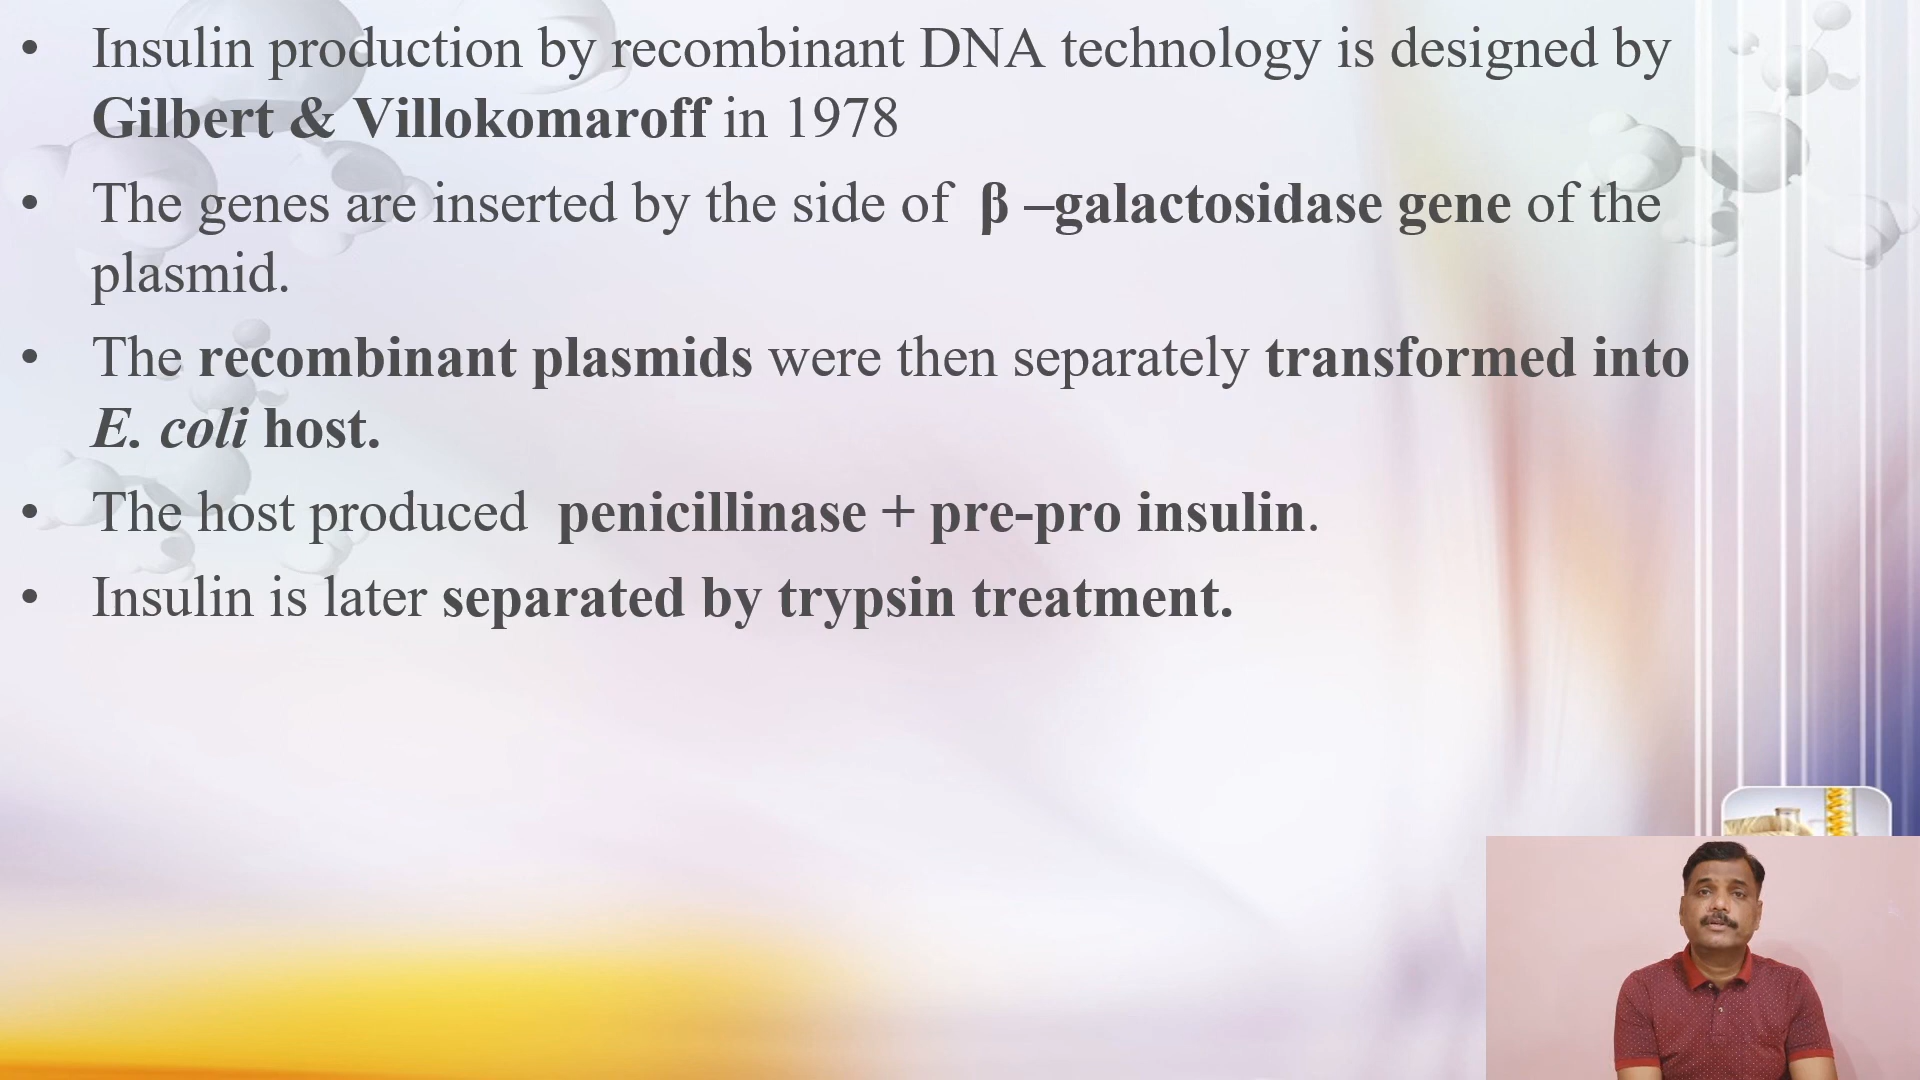 • Insulin production by recombinant DNA technology is designed by
Gilbert & Villokomaroff in 1978
• The genes are inserted by the side of β –galactosidase gene of the
plasmid.
• The recombinant plasmids were then separately transformed into
E. coli host.
• The host produced penicillinase + pre-pro insulin.
• Insulin is later separated by trypsin treatment.